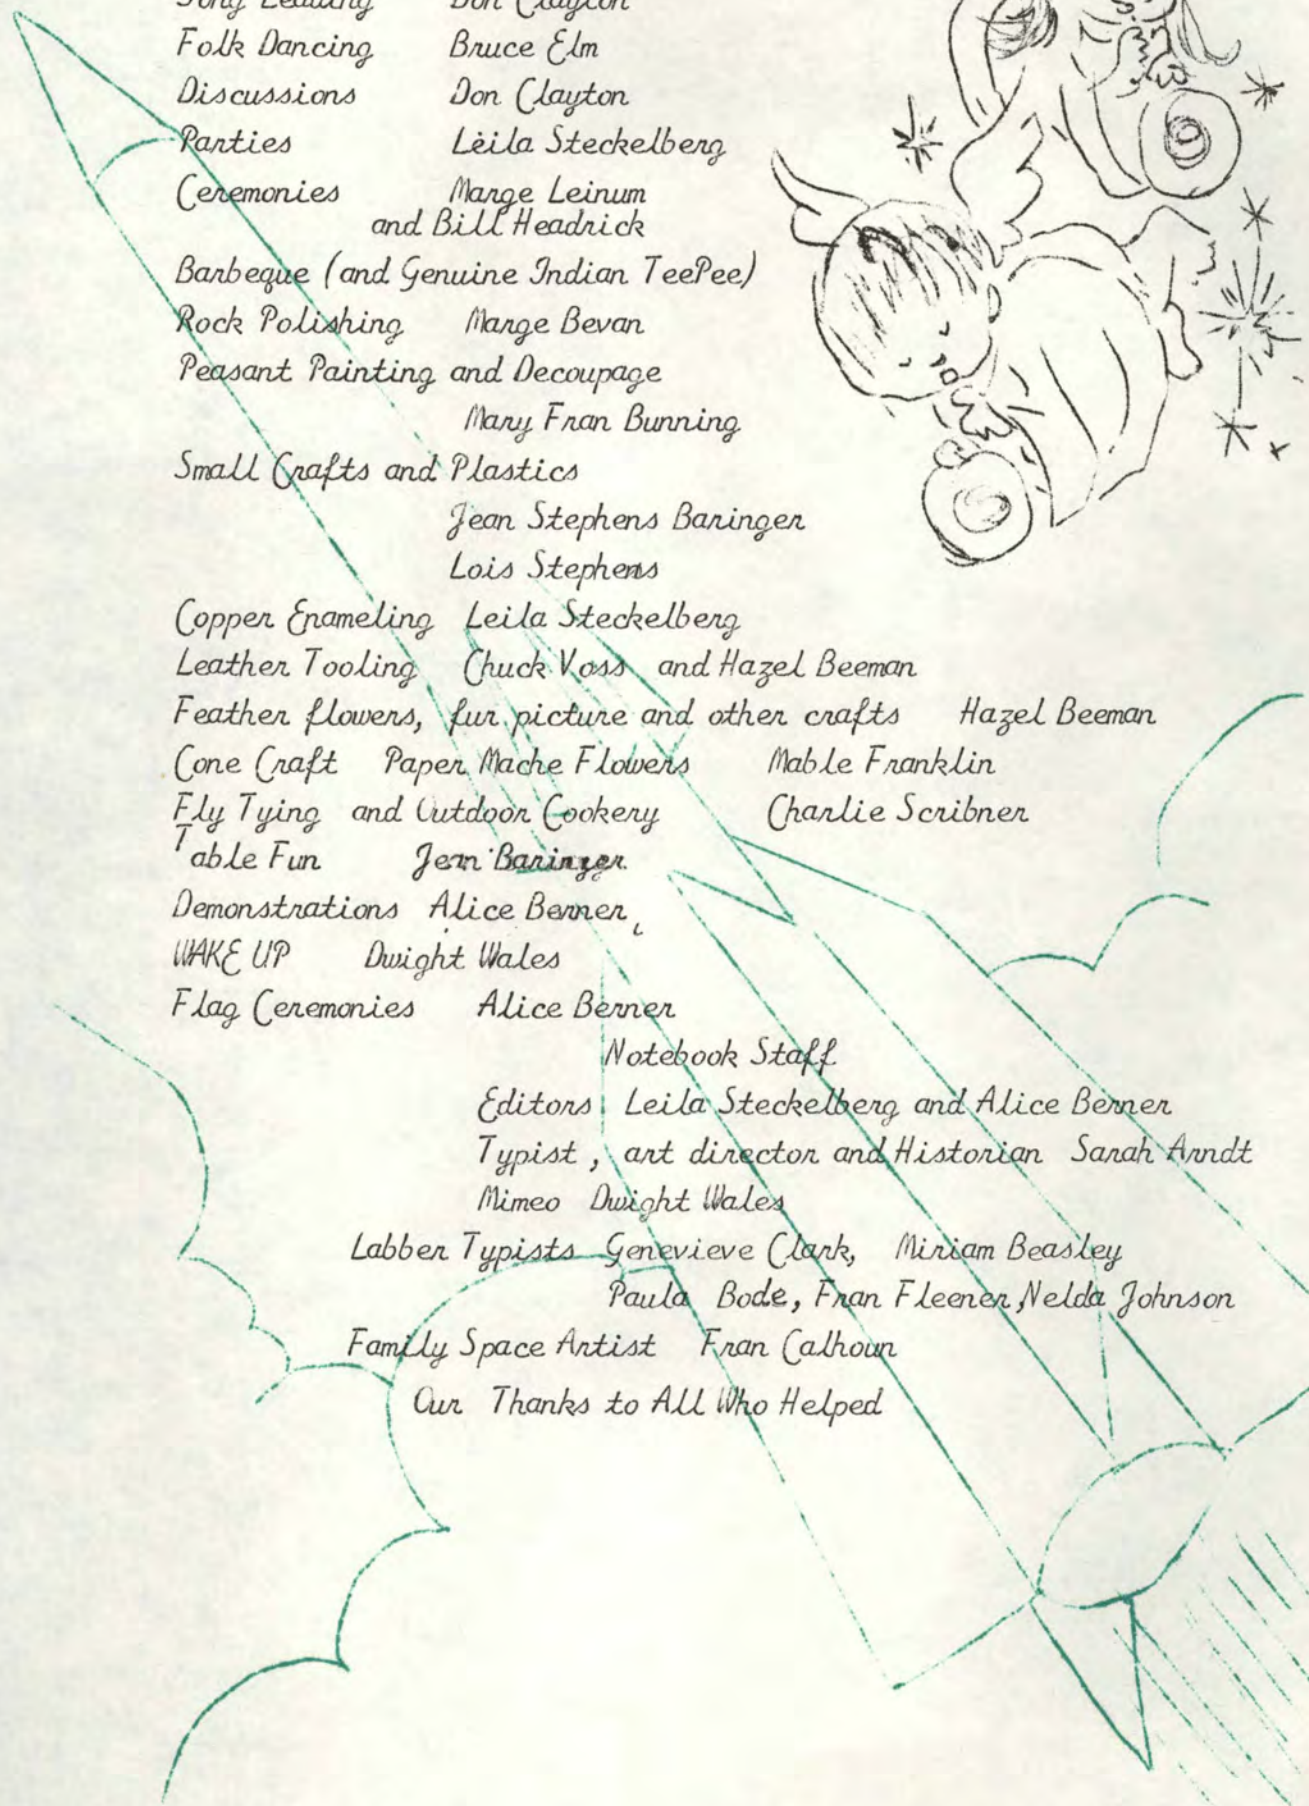 Song Leading Don Clayton
Folk Dancing Bruce Elm
Discussions Don Clayton
Parties Leila Steckelberg
Ceremonies Marge Leinum
and Bill Headrick
Barbeque (and Genuine Indian TeePee)
Rock Polishing Marge Bevan
Peasant Painting and Decoupage
Mary Fran Bunning
Small Crafts and Plastics
Jean Stephens Baringer
Lois Stephens
Copper Enameling Leila Steckelberg
Leather Tooling Chuck Voss and Hazel Beeman
Feather flowers, fur picture and other crafts Hazel Beeman
Cone Craft Paper Mache Flowers Mable Franklin
Fly Tying and Outdoor Cookery Charlie Scribner
Table Fun Jean Baringer
Demonstrations Alice Berner
WAKE UP Dwight Wales
Flag Ceremonies Alice Berner
Notebook Staff
Editors Leila Steckelberg and Alice Berner
Typist , art director and Historian Sarah Arndt
Mimeo Dwight Wales
Labber Typists Genevieve Clark, Miriam Beasley
Paula Bode, Fran Fleener, Nelda Johnson
Family Space Artist Fran Calhoun
Our Thanks to All Who Helped